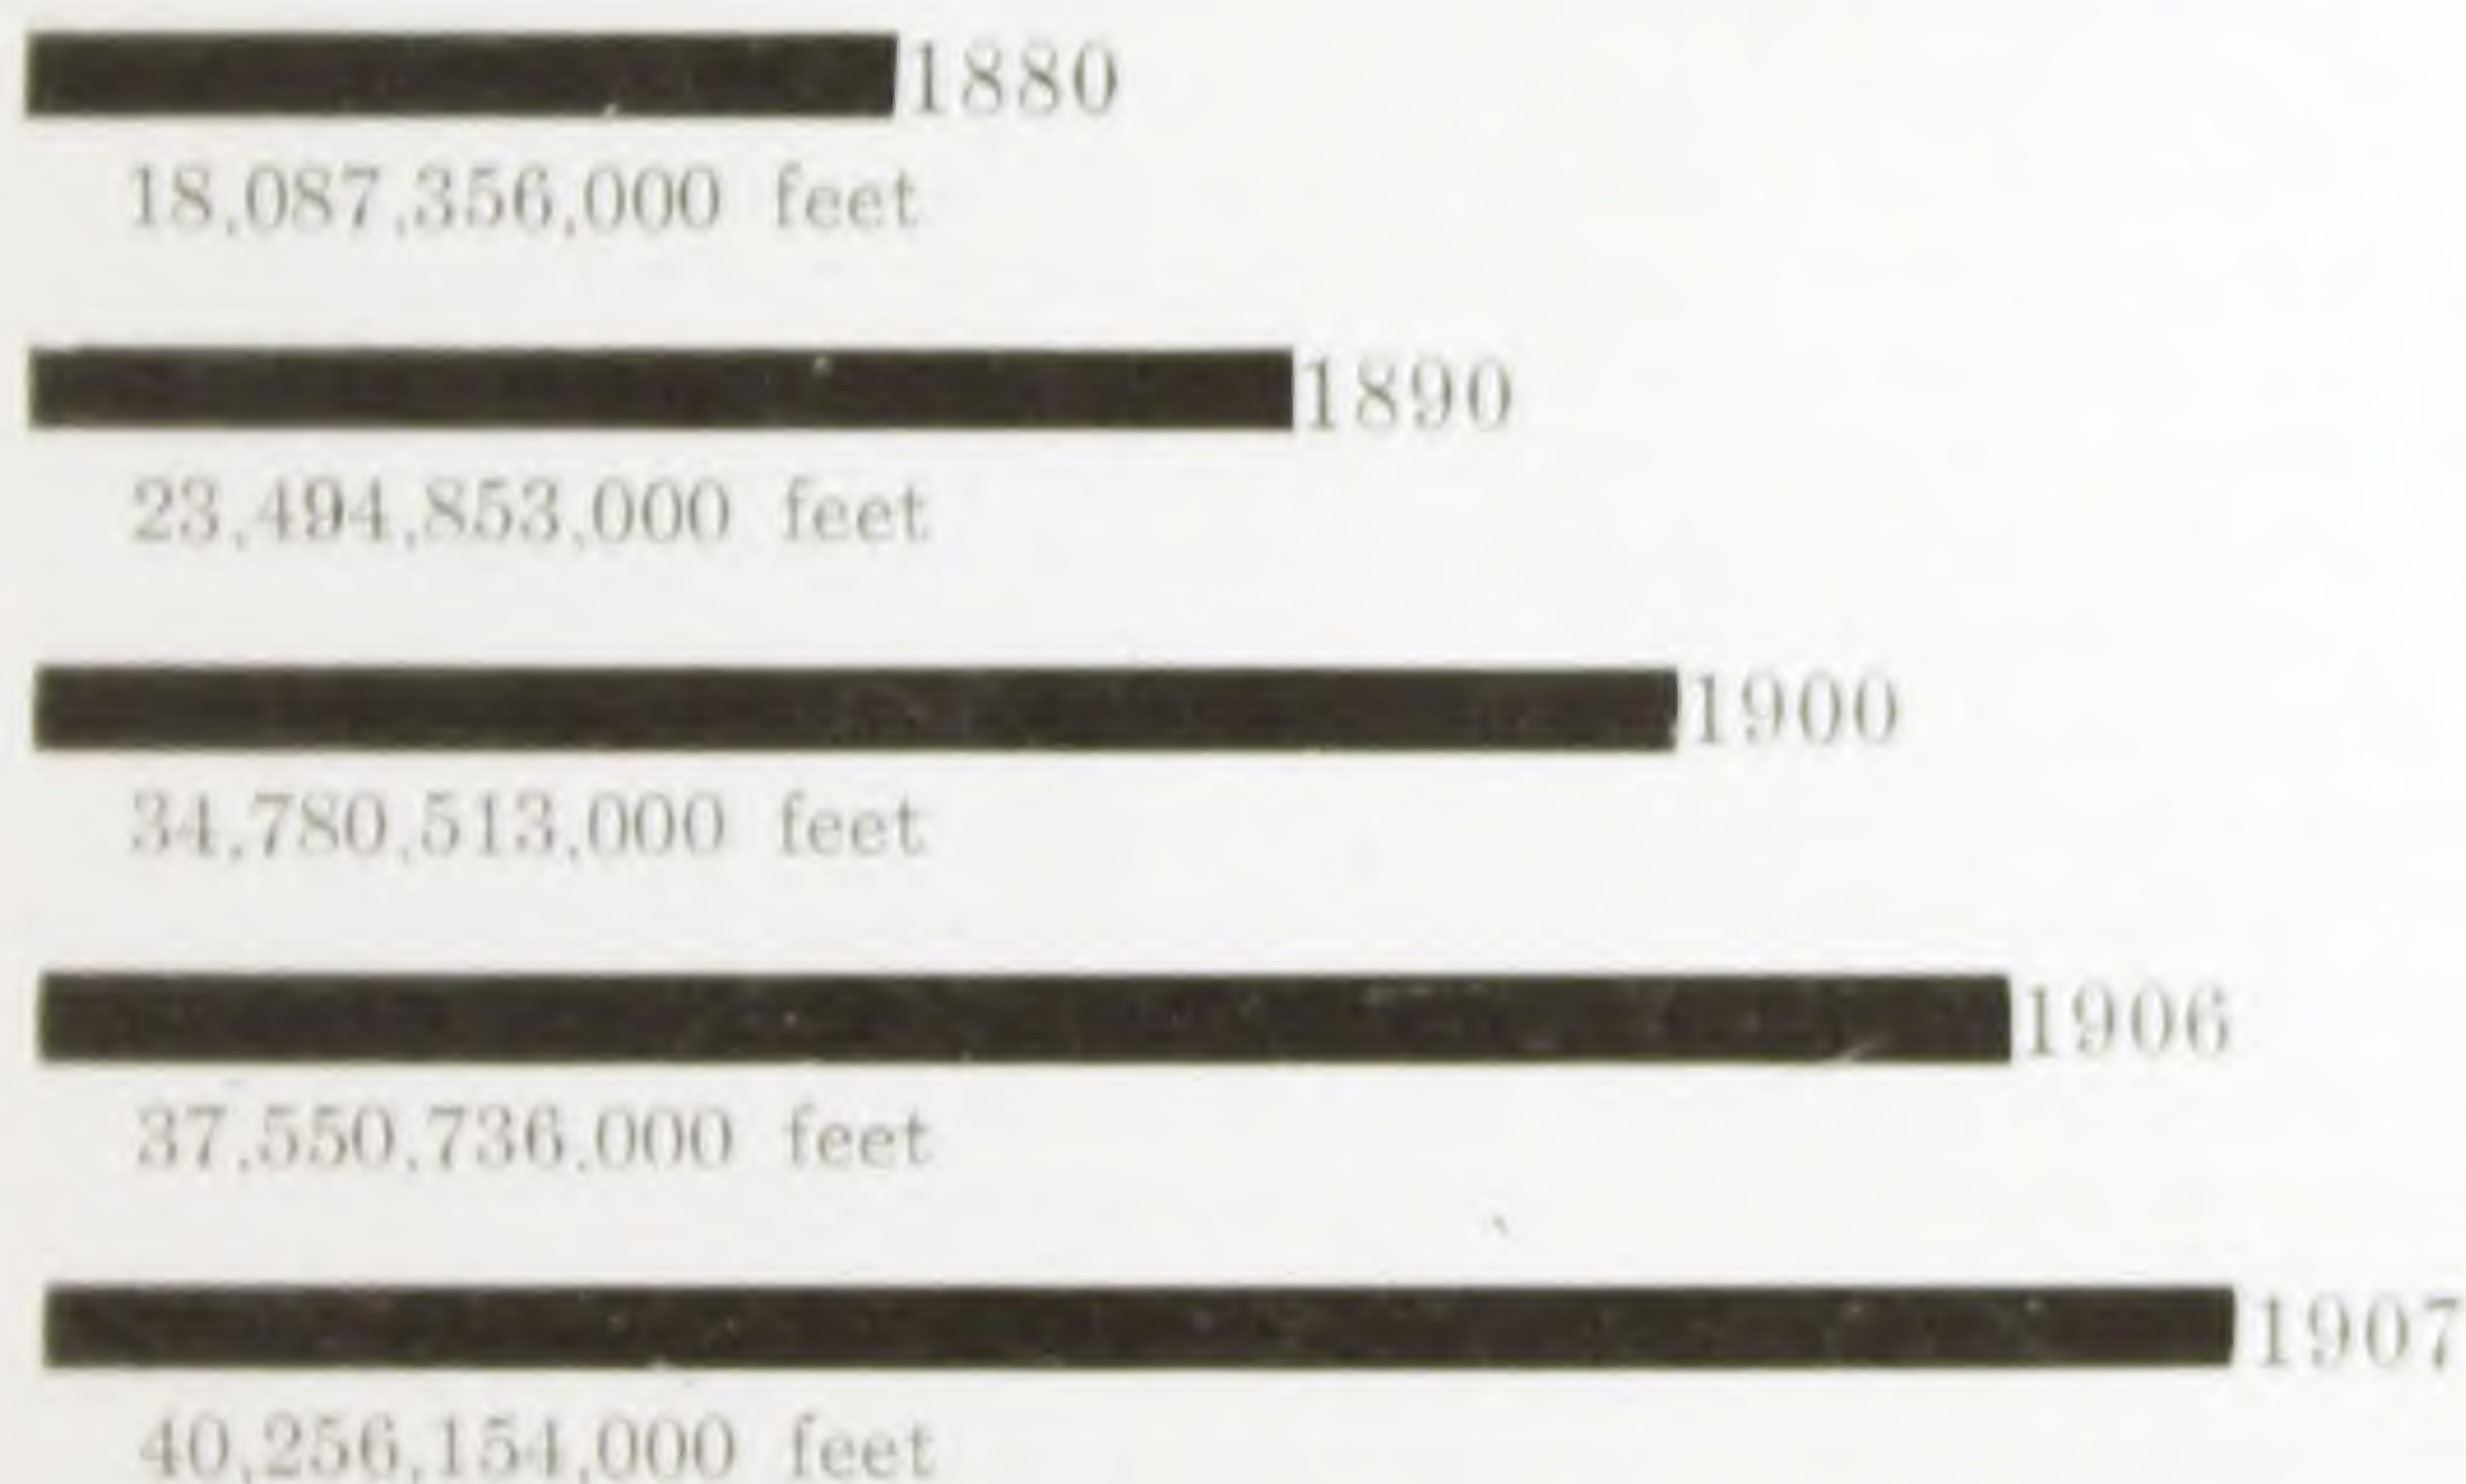 1880
18,087,356,000 feet
1890
23,494,853,000 feet
1900
34,780,513,000 feet
1906
37,550,736,000 feet
1907
40,256,154,000 feet